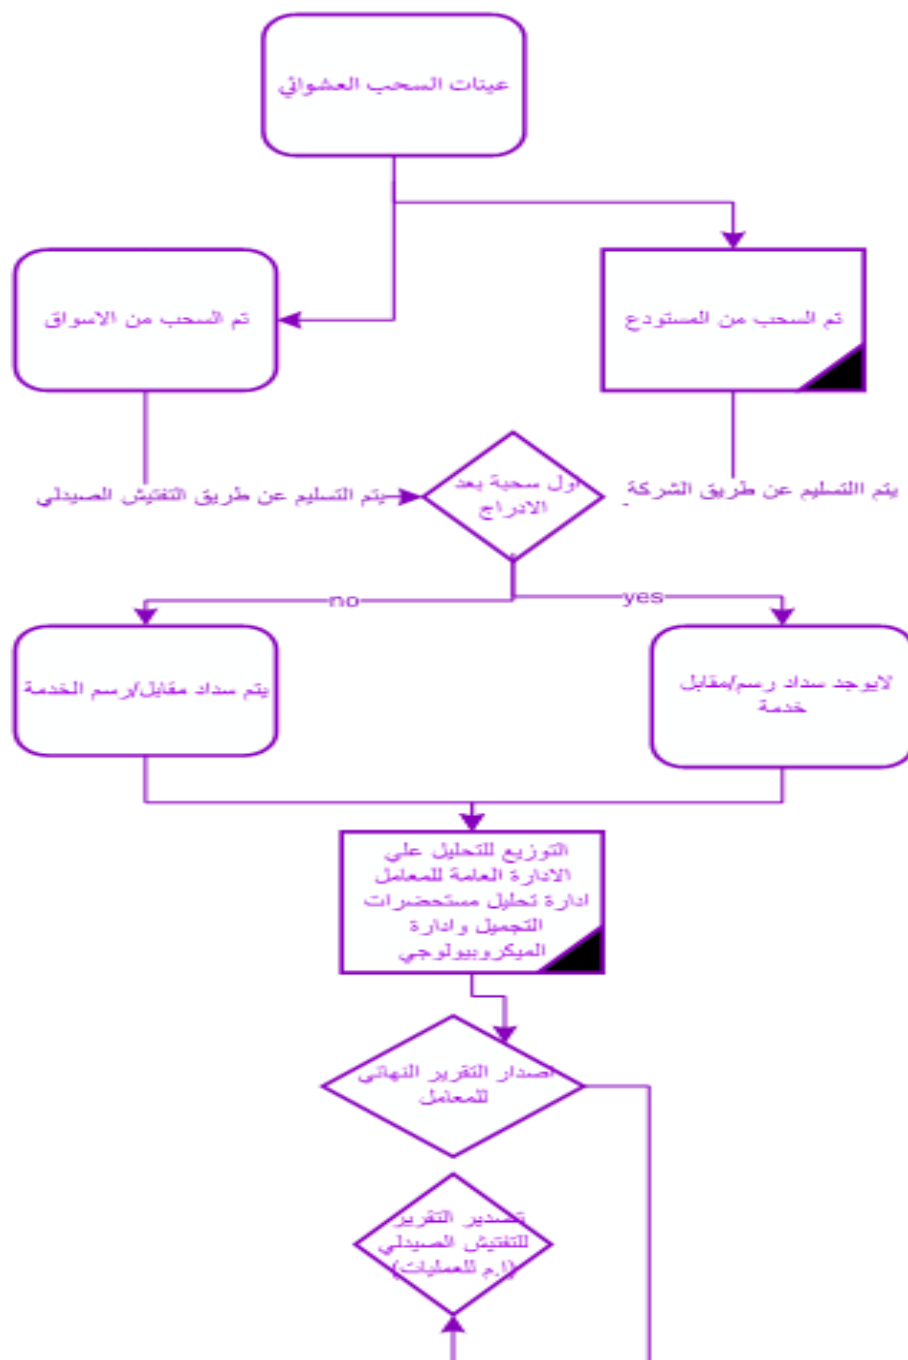 عينات السحب العشوائي
تم السحب من المستودع
تم السحب من الاسواق
يتم االتسليم عن طريق الشركة
يتم التسليم عن طريق التفتيش الصيدلي
اول سحبة بعد
الادراج
yes
no
لايوجد سداد رسم/مقابل
خدمة
يتم سداد مقابل/رسم الخدمة
التوزيع للتحليل علي
الادارة العامة للمعامل
ادارة تحليل مستحضرات
التجميل وادارة
الميكروبيولوجي
اصدار التقرير النهائي
للمعامل
تصدير التقرير
للتفتيش الصيدلي
(ا.م للعمليات)